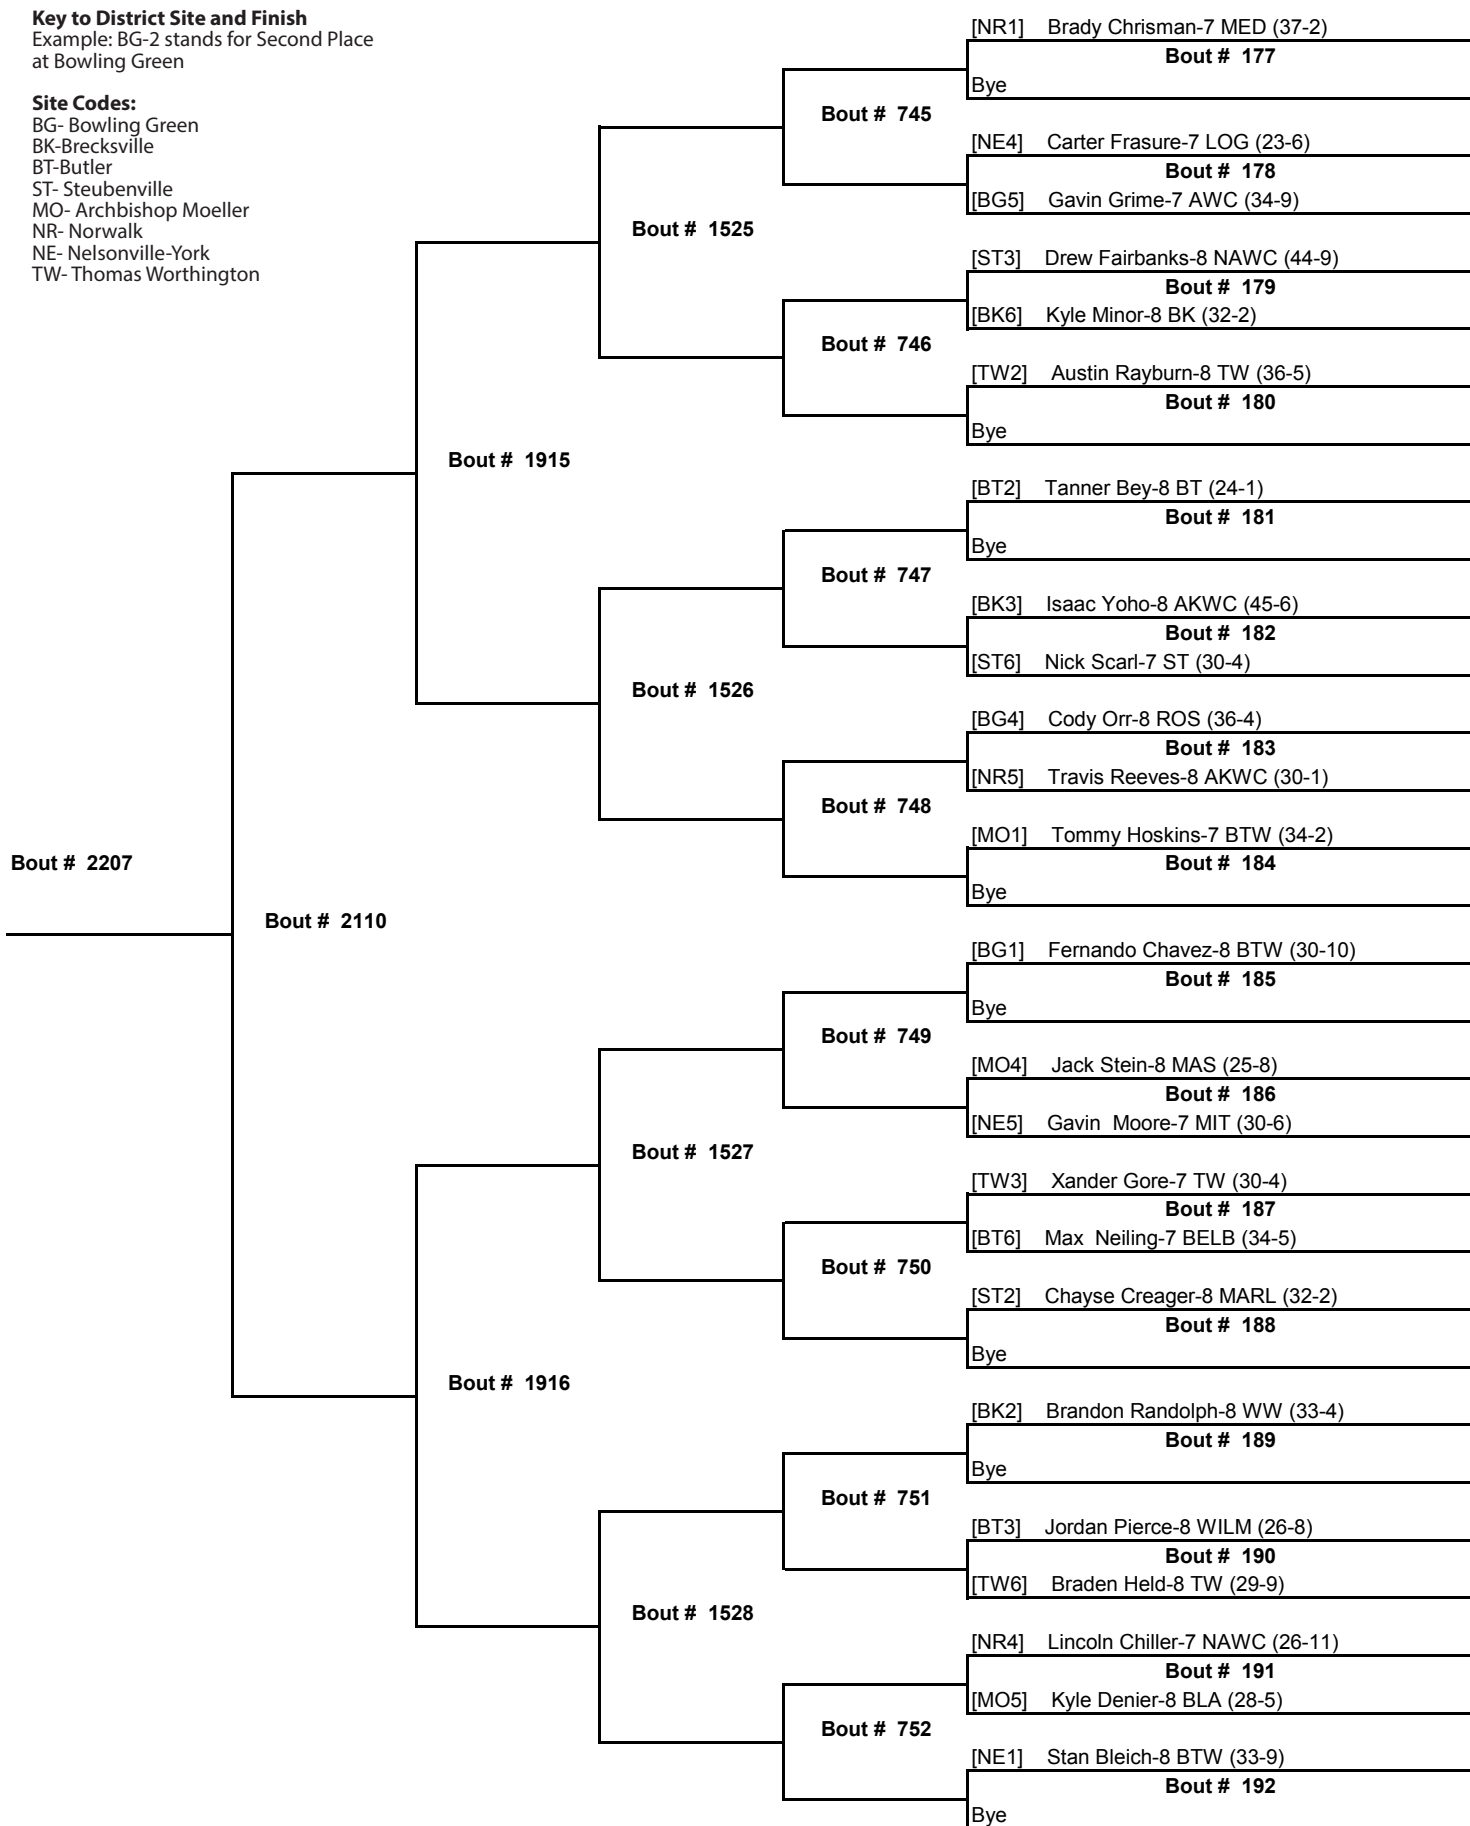 Key to District Site and Finish
Example: BG-2 stands for Second Place
at Bowling Green
Site Codes:
BG- Bowling Green
BK-Brecksville
BT-Butler
ST- Steubenville
MO- Archbishop Moeller
NR- Norwalk
NE- Nelsonville-York
TW- Thomas Worthington
[NR1] Brady Chrisman-7 MED (37-2)
Bout # 177
Bye
Bout # 745
[NE4] Carter Frasure-7 LOG (23-6)
Bout # 178
[BG5] Gavin Grime-7 AWC (34-9)
Bout # 1525
[ST3] Drew Fairbanks-8 NAWC (44-9)
Bout # 179
[BK6] Kyle Minor-8 BK (32-2)
Bout # 746
[TW2] Austin Rayburn-8 TW (36-5)
Bout # 180
Bye
Bout # 1915
[BT2] Tanner Bey-8 BT (24-1)
Bout # 181
Bye
Bout # 747
[BK3] Isaac Yoho-8 AKWC (45-6)
Bout # 182
[ST6] Nick Scarl-7 ST (30-4)
Bout # 1526
[BG4] Cody Orr-8 ROS (36-4)
Bout # 183
[NR5] Travis Reeves-8 AKWC (30-1)
Bout # 748
[MO1] Tommy Hoskins-7 BTW (34-2)
Bout # 184
Bye
Bout # 2207
Bout # 2110
[BG1] Fernando Chavez-8 BTW (30-10)
Bout # 185
Bye
Bout # 749
[MO4] Jack Stein-8 MAS (25-8)
Bout # 186
[NE5] Gavin Moore-7 MIT (30-6)
Bout # 1527
[TW3] Xander Gore-7 TW (30-4)
Bout # 187
[BT6] Max Neiling-7 BELB (34-5)
Bout # 750
[ST2] Chayse Creager-8 MARL (32-2)
Bout # 188
Bye
Bout # 1916
[BK2] Brandon Randolph-8 WW (33-4)
Bout # 189
Bye
Bout # 751
[BT3] Jordan Pierce-8 WILM (26-8)
Bout # 190
[TW6] Braden Held-8 TW (29-9)
Bout # 1528
[NR4] Lincoln Chiller-7 NAWC (26-11)
Bout # 191
[MO5] Kyle Denier-8 BLA (28-5)
Bout # 752
[NE1] Stan Bleich-8 BTW (33-9)
Bout # 192
Bye